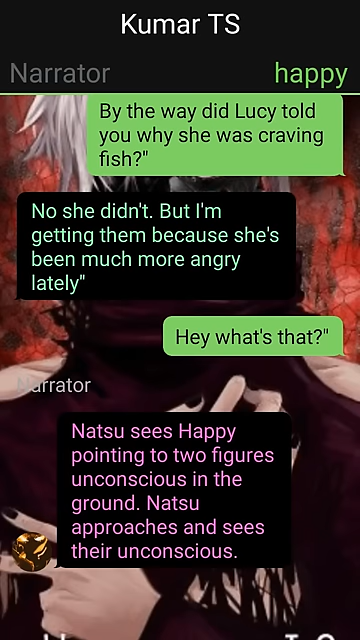 Kumar TS
Narrator
happy
By the way did Lucy told
you why she was craving
fish?"
No she didn't. But I'm
getting them because she's
been much more angry
lately"
Hey what's that?"
Narrator
Natsu sees Happy
pointing to two figures
unconscious in the
ground. Natsu
approaches and sees
their unconscious.